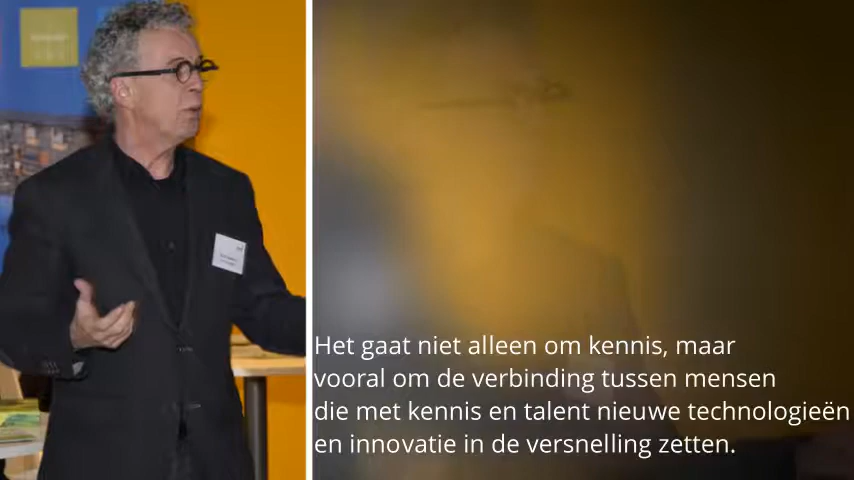 Het gaat niet alleen om kennis, maar
vooral om de verbinding tussen mensen
die met kennis en talent nieuwe technologieën
en innovatie in de versnelling zetten.